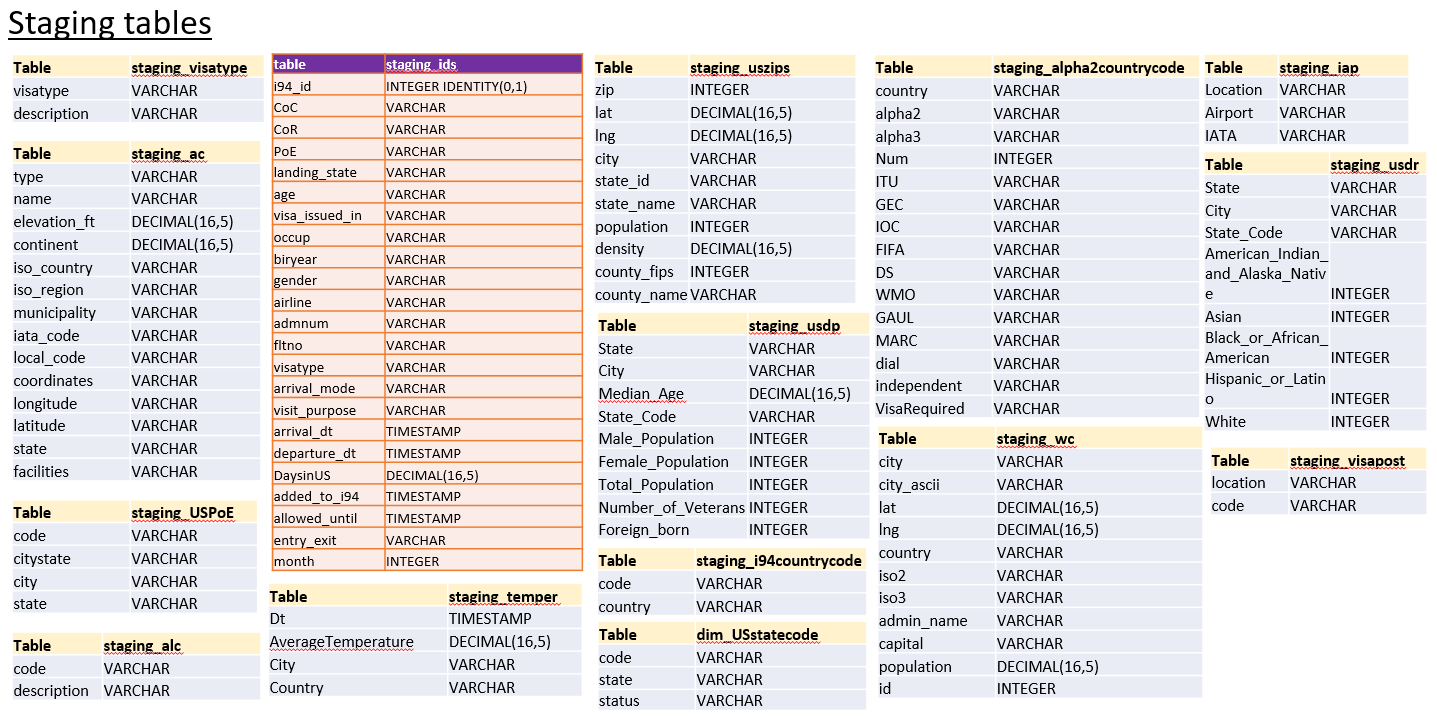 Staging tables
Table staging_visatype
visatype VARCHAR
description VARCHAR
Table staging_ac
type VARCHAR
name VARCHAR
elevation_ft DECIMAL(16,5)
continent DECIMAL(16,5)
iso_country VARCHAR
iso_region VARCHAR
municipality VARCHAR
iata_code VARCHAR
local_code VARCHAR
coordinates VARCHAR
longitude VARCHAR
latitude VARCHAR
state VARCHAR
facilities VARCHAR
Table staging_USPoE
code VARCHAR
citystate VARCHAR
city VARCHAR
state VARCHAR
Table staging_alc
code VARCHAR
description VARCHAR
table staging_ids
i94_id INTEGER IDENTITY(0,1)
CoC VARCHAR
CoR VARCHAR
PoE VARCHAR
landing_state VARCHAR
age VARCHAR
visa_issued_in VARCHAR
occup VARCHAR
biryear VARCHAR
gender VARCHAR
airline VARCHAR
admnum VARCHAR
fltno VARCHAR
visatype VARCHAR
arrival_mode VARCHAR
visit_purpose VARCHAR
arrival_dt TIMESTAMP
departure_dt TIMESTAMP
DaysinUS DECIMAL(16,5)
added_to_i94 TIMESTAMP
allowed_until TIMESTAMP
entry_exit VARCHAR
month INTEGER
Table staging_temper
Dt TIMESTAMP
AverageTemperature DECIMAL(16,5)
City VARCHAR
Country VARCHAR
Table staging_uszips
zip INTEGER
lat DECIMAL(16,5)
lng DECIMAL(16,5)
city VARCHAR
state_id VARCHAR
state_name VARCHAR
population INTEGER
density DECIMAL(16,5)
county_fips INTEGER
county_name VARCHAR
Table staging_usdp
State VARCHAR
City VARCHAR
Median_Age DECIMAL(16,5)
State_Code VARCHAR
Male_Population INTEGER
Female_Population INTEGER
Total_Population INTEGER
Number_of_Veterans INTEGER
Foreign_born INTEGER
Table staging_i94countrycode
code VARCHAR
country VARCHAR
Table dim_USstatecode
code VARCHAR
state VARCHAR
status VARCHAR
Table staging_alpha2countrycode
country VARCHAR
alpha2 VARCHAR
alpha3 VARCHAR
Num INTEGER
ITU VARCHAR
GEC VARCHAR
IOC VARCHAR
FIFA VARCHAR
DS VARCHAR
WMO VARCHAR
GAUL VARCHAR
MARC VARCHAR
dial VARCHAR
independent VARCHAR
VisaRequired VARCHAR
Table staging_wc
city VARCHAR
city_ascii VARCHAR
lat DECIMAL(16,5)
lng DECIMAL(16,5)
country VARCHAR
iso2 VARCHAR
iso3 VARCHAR
admin_name VARCHAR
capital VARCHAR
population DECIMAL(16,5)
id INTEGER
Table staging_iap
Location VARCHAR
Airport VARCHAR
IATA VARCHAR
Table staging_usdr
State VARCHAR
City VARCHAR
State_Code VARCHAR
American_Indian_
and_Alaska_Nativ
e INTEGER
Asian INTEGER
Black_or_African_
American INTEGER
Hispanic_or_Latin
o INTEGER
White INTEGER
Table staging_visapost
location VARCHAR
code VARCHAR